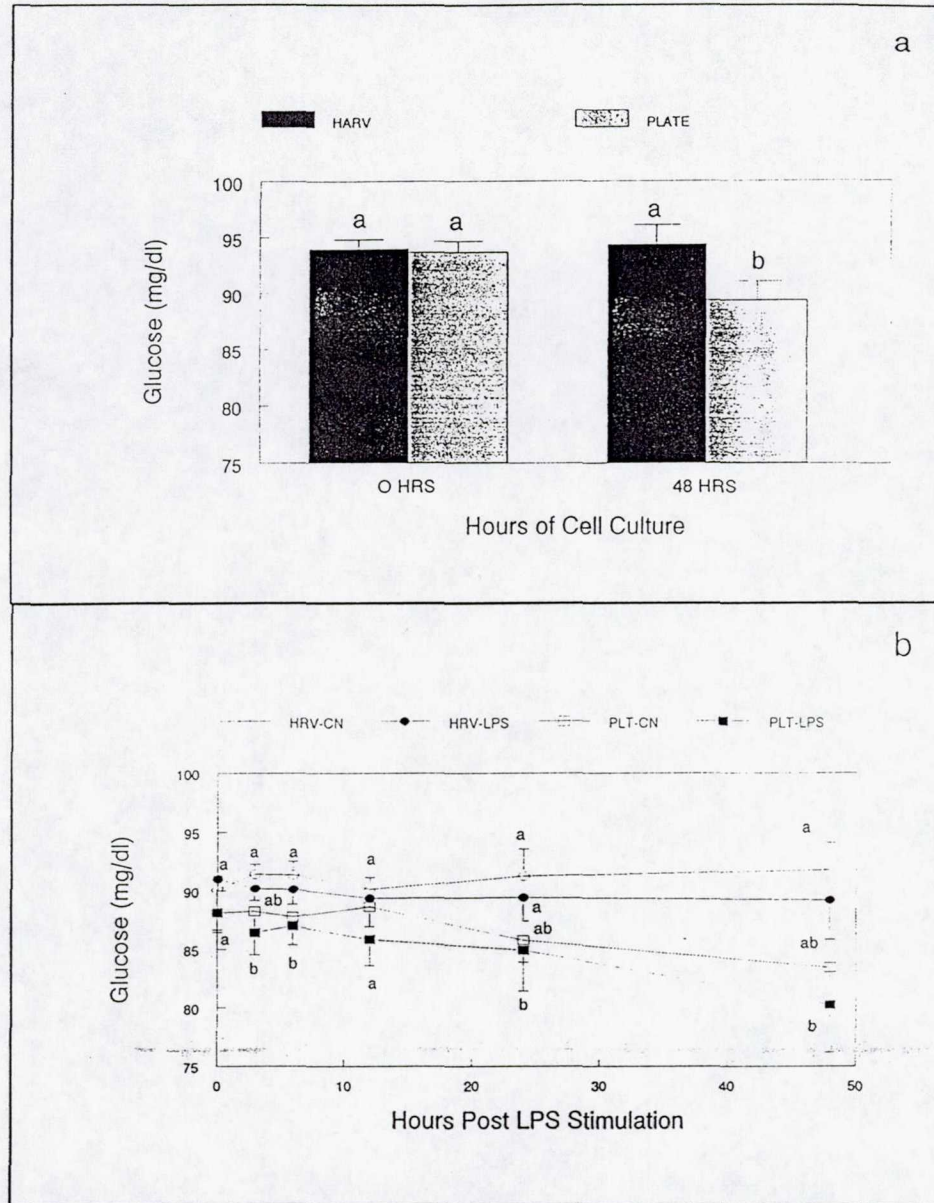 a
HARV PLATE
100
95
90
85
80
75
Glucose (mg/dl)
a a a b
O HRS 48 HRS
Hours of Cell Culture
b
HRV-CN HRV-LPS PLT-CN PLT-LPS
100
95
90
85
80
75
Glucose (mg/dl)
a a a a a a
a ab a ab ab
a b b a b b
0 10 20 30 40 50
Hours Post LPS Stimulation